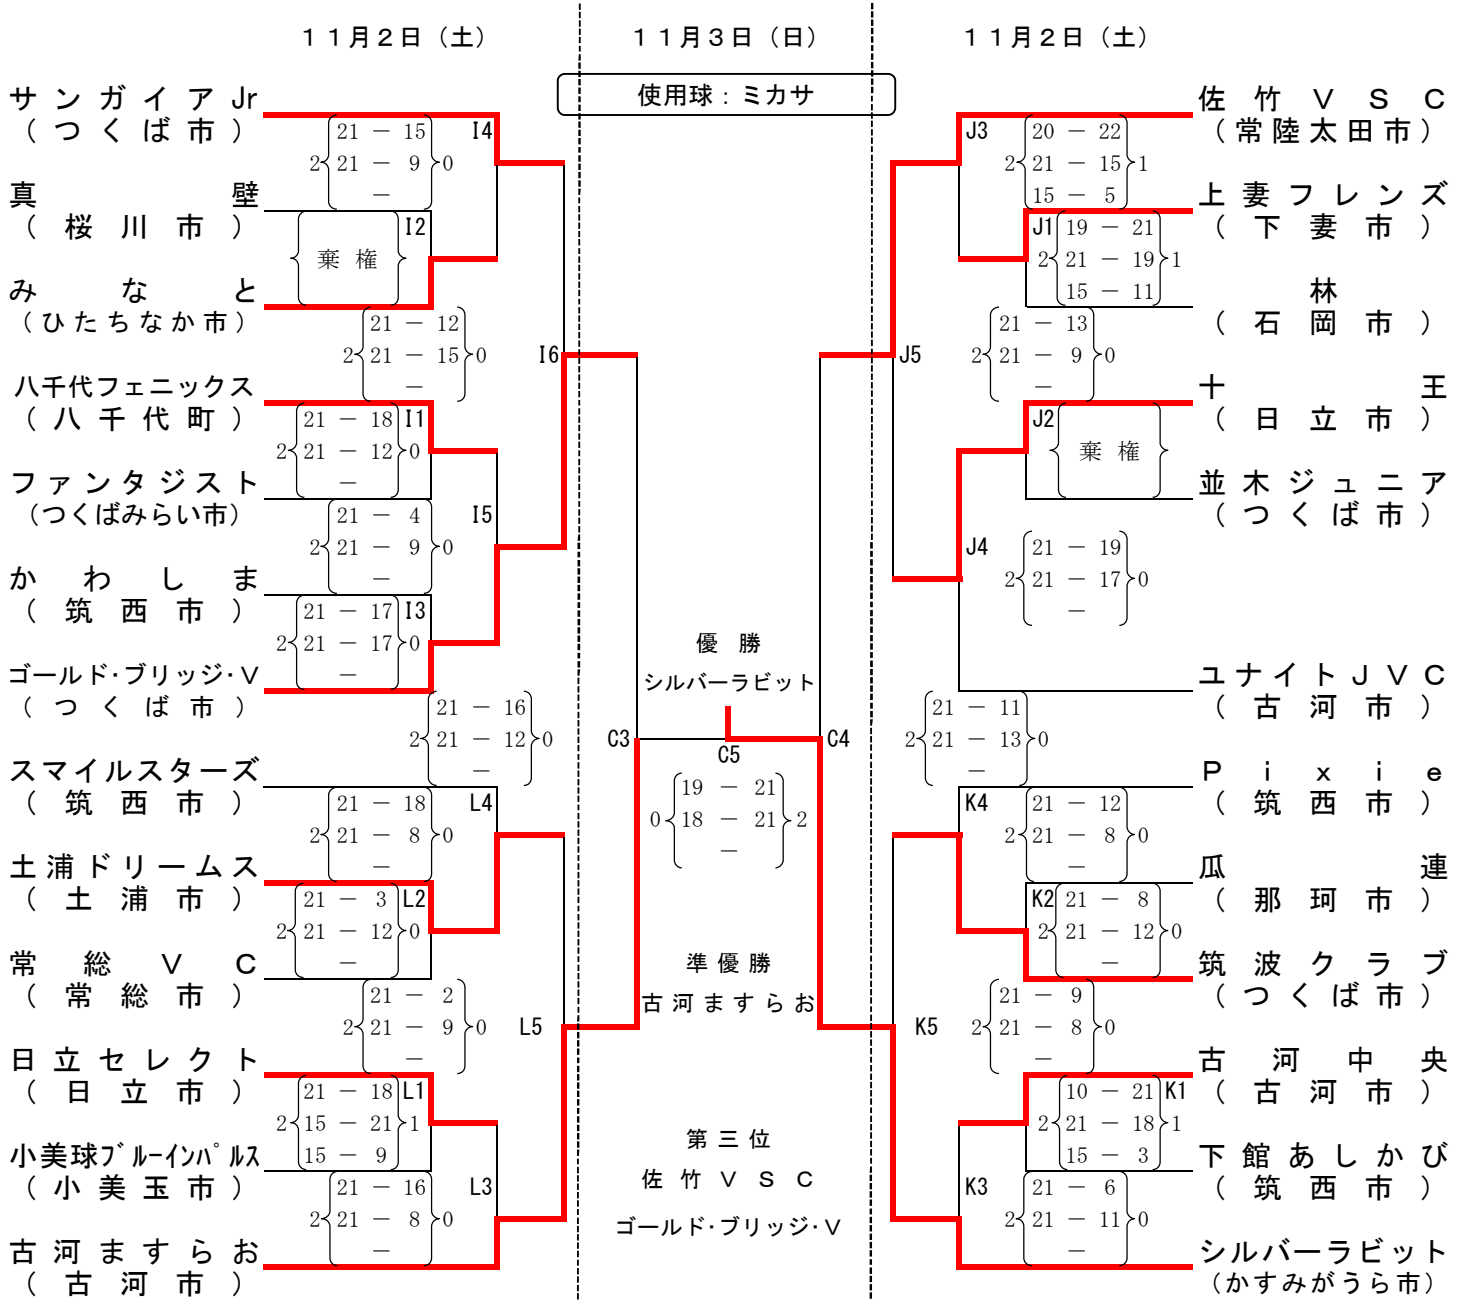 １１月２日（土）
１１月３日（日）
１１月２日（土）
使用球：ミカサ
サンガイアJr
（つくば市）
I4
21 － 15
2 21 － 9 0
－
真壁
（桜川市）
I2
棄権
みなと
（ひたちなか市）
21 － 12
2 21 － 15 0
－
I6
八千代フェニックス
（八千代町）
I1
21 － 18
2 21 － 12 0
－
ファンタジスト
（つくばみらい市）
21 － 4
2 21 － 9 0
－
I5
かわしま
（筑西市）
21 － 17
2 21 － 17 0
－
I3
ゴールド・ブリッジ・Ｖ
（つくば市）
21 － 16
2 21 － 12 0
－
C3
スマイルスターズ
（筑西市）
21 － 18
2 21 － 8 0
－
L4
土浦ドリームス
（土浦市）
21 － 3
2 21 － 12 0
－
L2
常総ＶＣ
（常総市）
21 － 2
2 21 － 9 0
－
L5
日立セレクト
（日立市）
21 － 18
2 15 － 21 1
15 － 9
L1
小美球ﾌﾞﾙｰｲﾝﾊﾟﾙｽ
（小美玉市）
21 － 16
2 21 － 8 0
－
L3
古河ますらお
（古河市）
優勝
シルバーラビット
C5
19 － 21
0 18 － 21 2
－
準優勝
古河ますらお
第三位
佐竹ＶＳＣ
ゴールド・ブリッジ・Ｖ
佐竹ＶＳＣ
（常陸太田市）
J3
20 － 22
2 21 － 15 1
15 － 5
上妻フレンズ
（下妻市）
J1
19 － 21
2 21 － 19 1
15 － 11
林
（石岡市）
J5
21 － 13
2 21 － 9 0
－
十王
（日立市）
J2
棄権
並木ジュニア
（つくば市）
J4
21 － 19
2 21 － 17 0
－
ユナイトＪＶＣ
（古河市）
C4
21 － 11
2 21 － 13 0
－
Ｐｉｘｉｅ
（筑西市）
K4
21 － 12
2 21 － 8 0
－
瓜連
（那珂市）
K2
21 － 8
2 21 － 12 0
－
筑波クラブ
（つくば市）
K5
21 － 9
2 21 － 8 0
－
古河中央
（古河市）
K1
10 － 21
2 21 － 18 1
15 － 3
下館あしかび
（筑西市）
K3
21 － 6
2 21 － 11 0
－
シルバーラビット
（かすみがうら市）